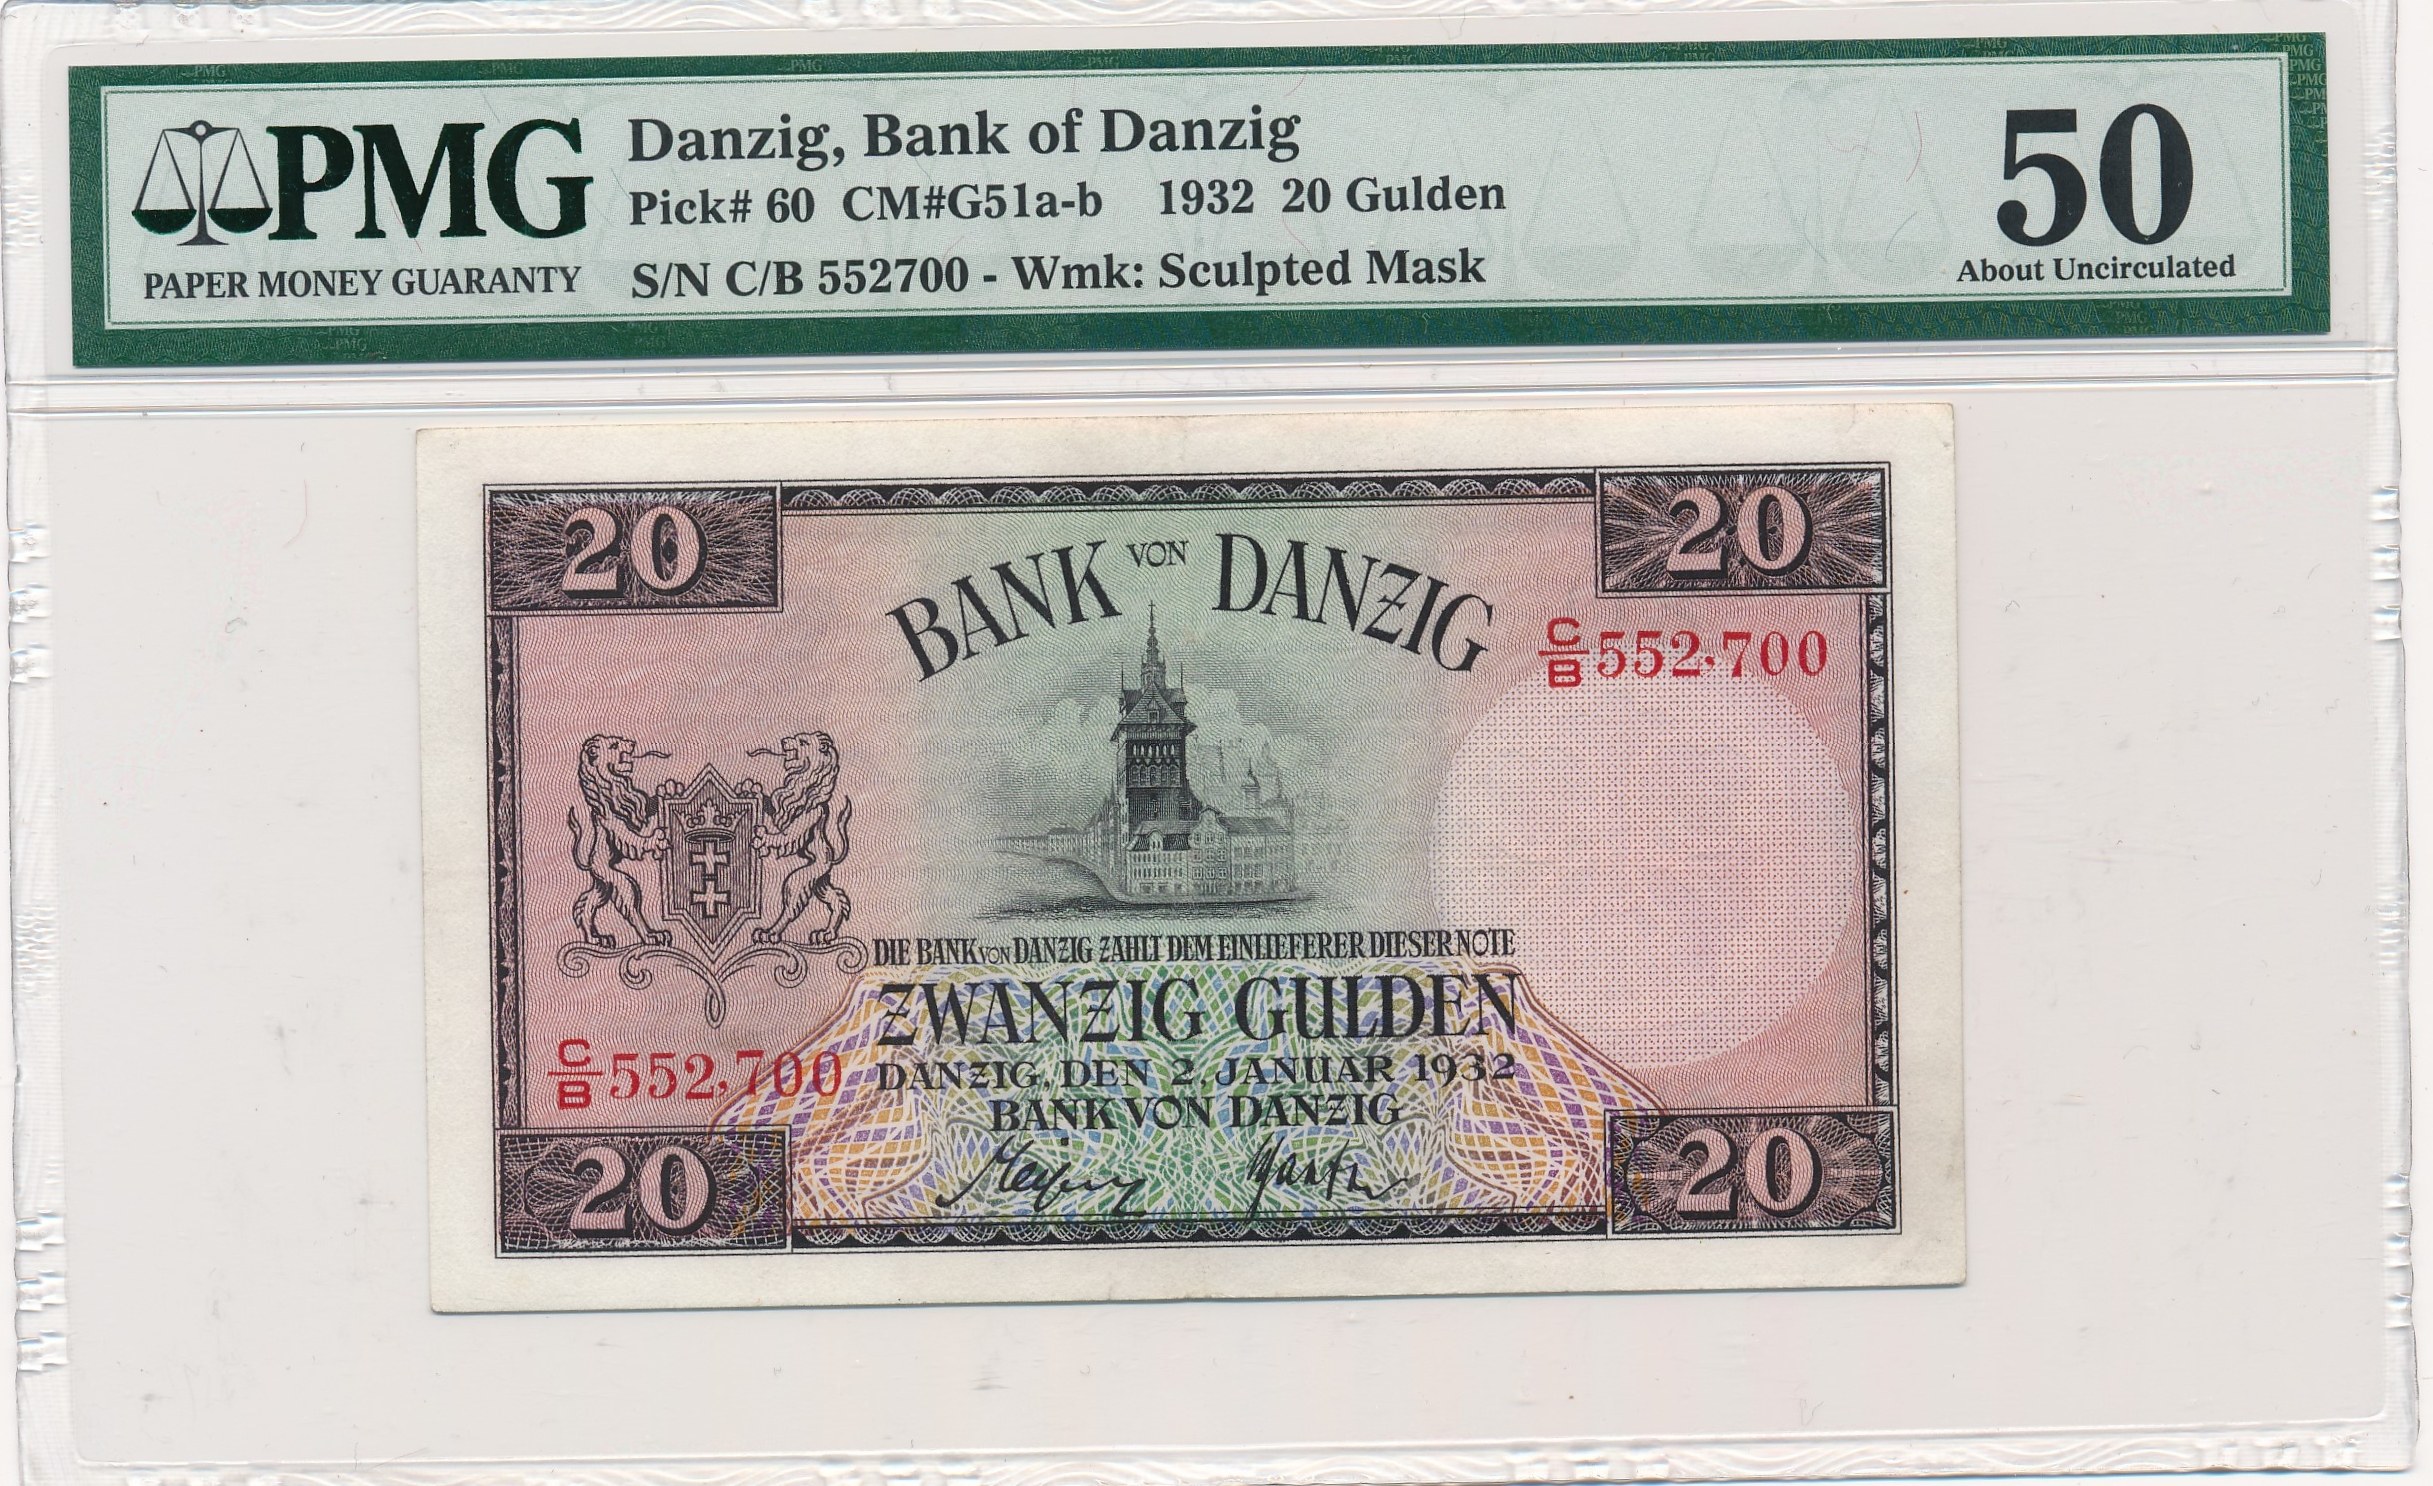 PMG
PAPER MONEY GUARANTY
Danzig, Bank of Danzig
Pick# 60 CM#G51a-b 1932 20 Gulden
S/N C/B 552700 - Wmk: Sculpted Mask
50
About Uncirculated
20
20
BANK VON DANZIG
C/B 552,700
DIE BANK VON DANZIG ZAHLT DEM EINLIEFERER DIESER NOTE
ZWANZIG GULDEN
C/B 552,700
DANZIG, DEN 2. JANUAR 1932
BANK VON DANZIG
20
20